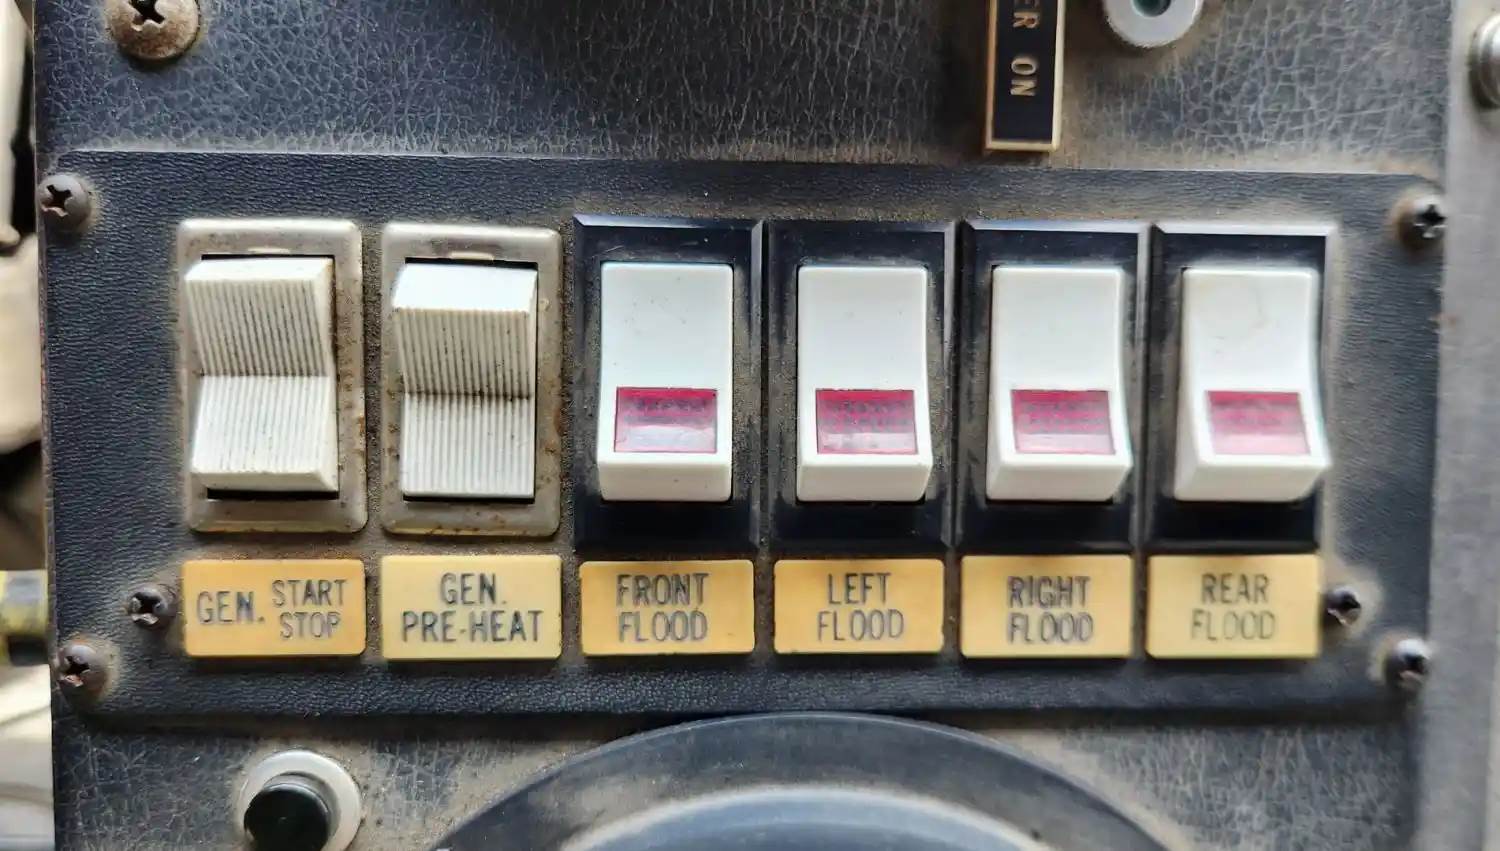 ER ON
GEN. START
STOP
GEN.
PRE-HEAT
FRONT
FLOOD
LEFT
FLOOD
RIGHT
FLOOD
REAR
FLOOD